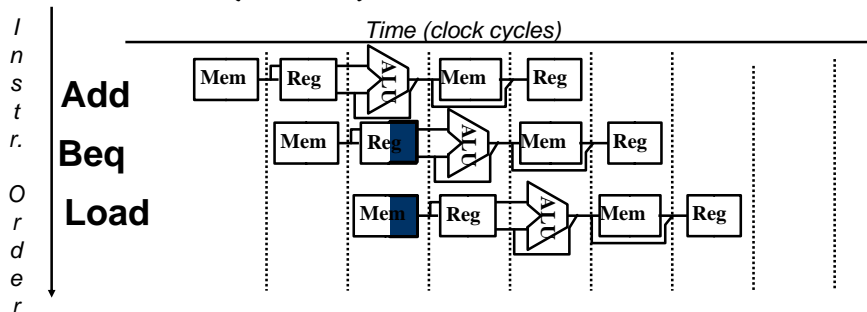 Time (clock cycles)
I
n
s
t
r.
O
r
d
e
r
Add
Mem Reg ALU Mem Reg
Beq
Mem Reg ALU Mem Reg
Load
Mem Reg ALU Mem Reg